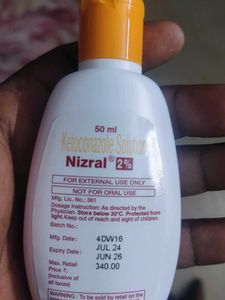 50 ml
Ketoconazole Solution
Nizral® 2%
FOR EXTERNAL USE ONLY
NOT FOR ORAL USE
Mfg. Lic. No.: 361
Dosage Instruction: As directed by the
Physician. Store below 30°C. Protected from
light. Keep out of reach and sight of children.
Batch No.:
4DW16
Mfg. Date: JUL 24
Expiry Date: JUN 26
Max. Retail
Price ₹: 340.00
(Inclusive of
all taxes)
WARNING: To be sold by retail on the